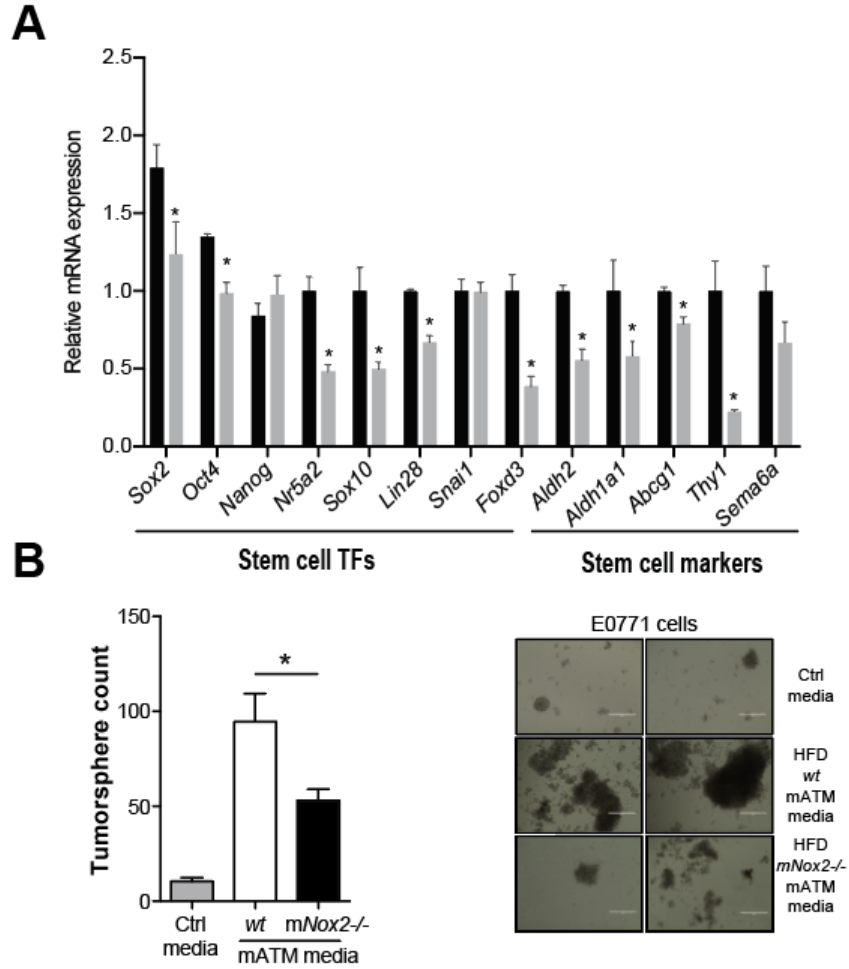 A
Relative mRNA expression
2.5
2.0
1.5
1.0
0.5
0.0
* * * * * * * * * *
Sox2 Oct4 Nanog Nr5a2 Sox10 Lin28 Snai1 Foxd3 Aldh2 Aldh1a1 Abcg1 Thy1 Sema6a
Stem cell TFs Stem cell markers
B
Tumorsphere count
150
100
50
0
*
Ctrl
media
wt mNox2-/-
mATM media
E0771 cells
Ctrl
media
HFD
wt
mATM
media
HFD
mNox2-/-
mATM
media